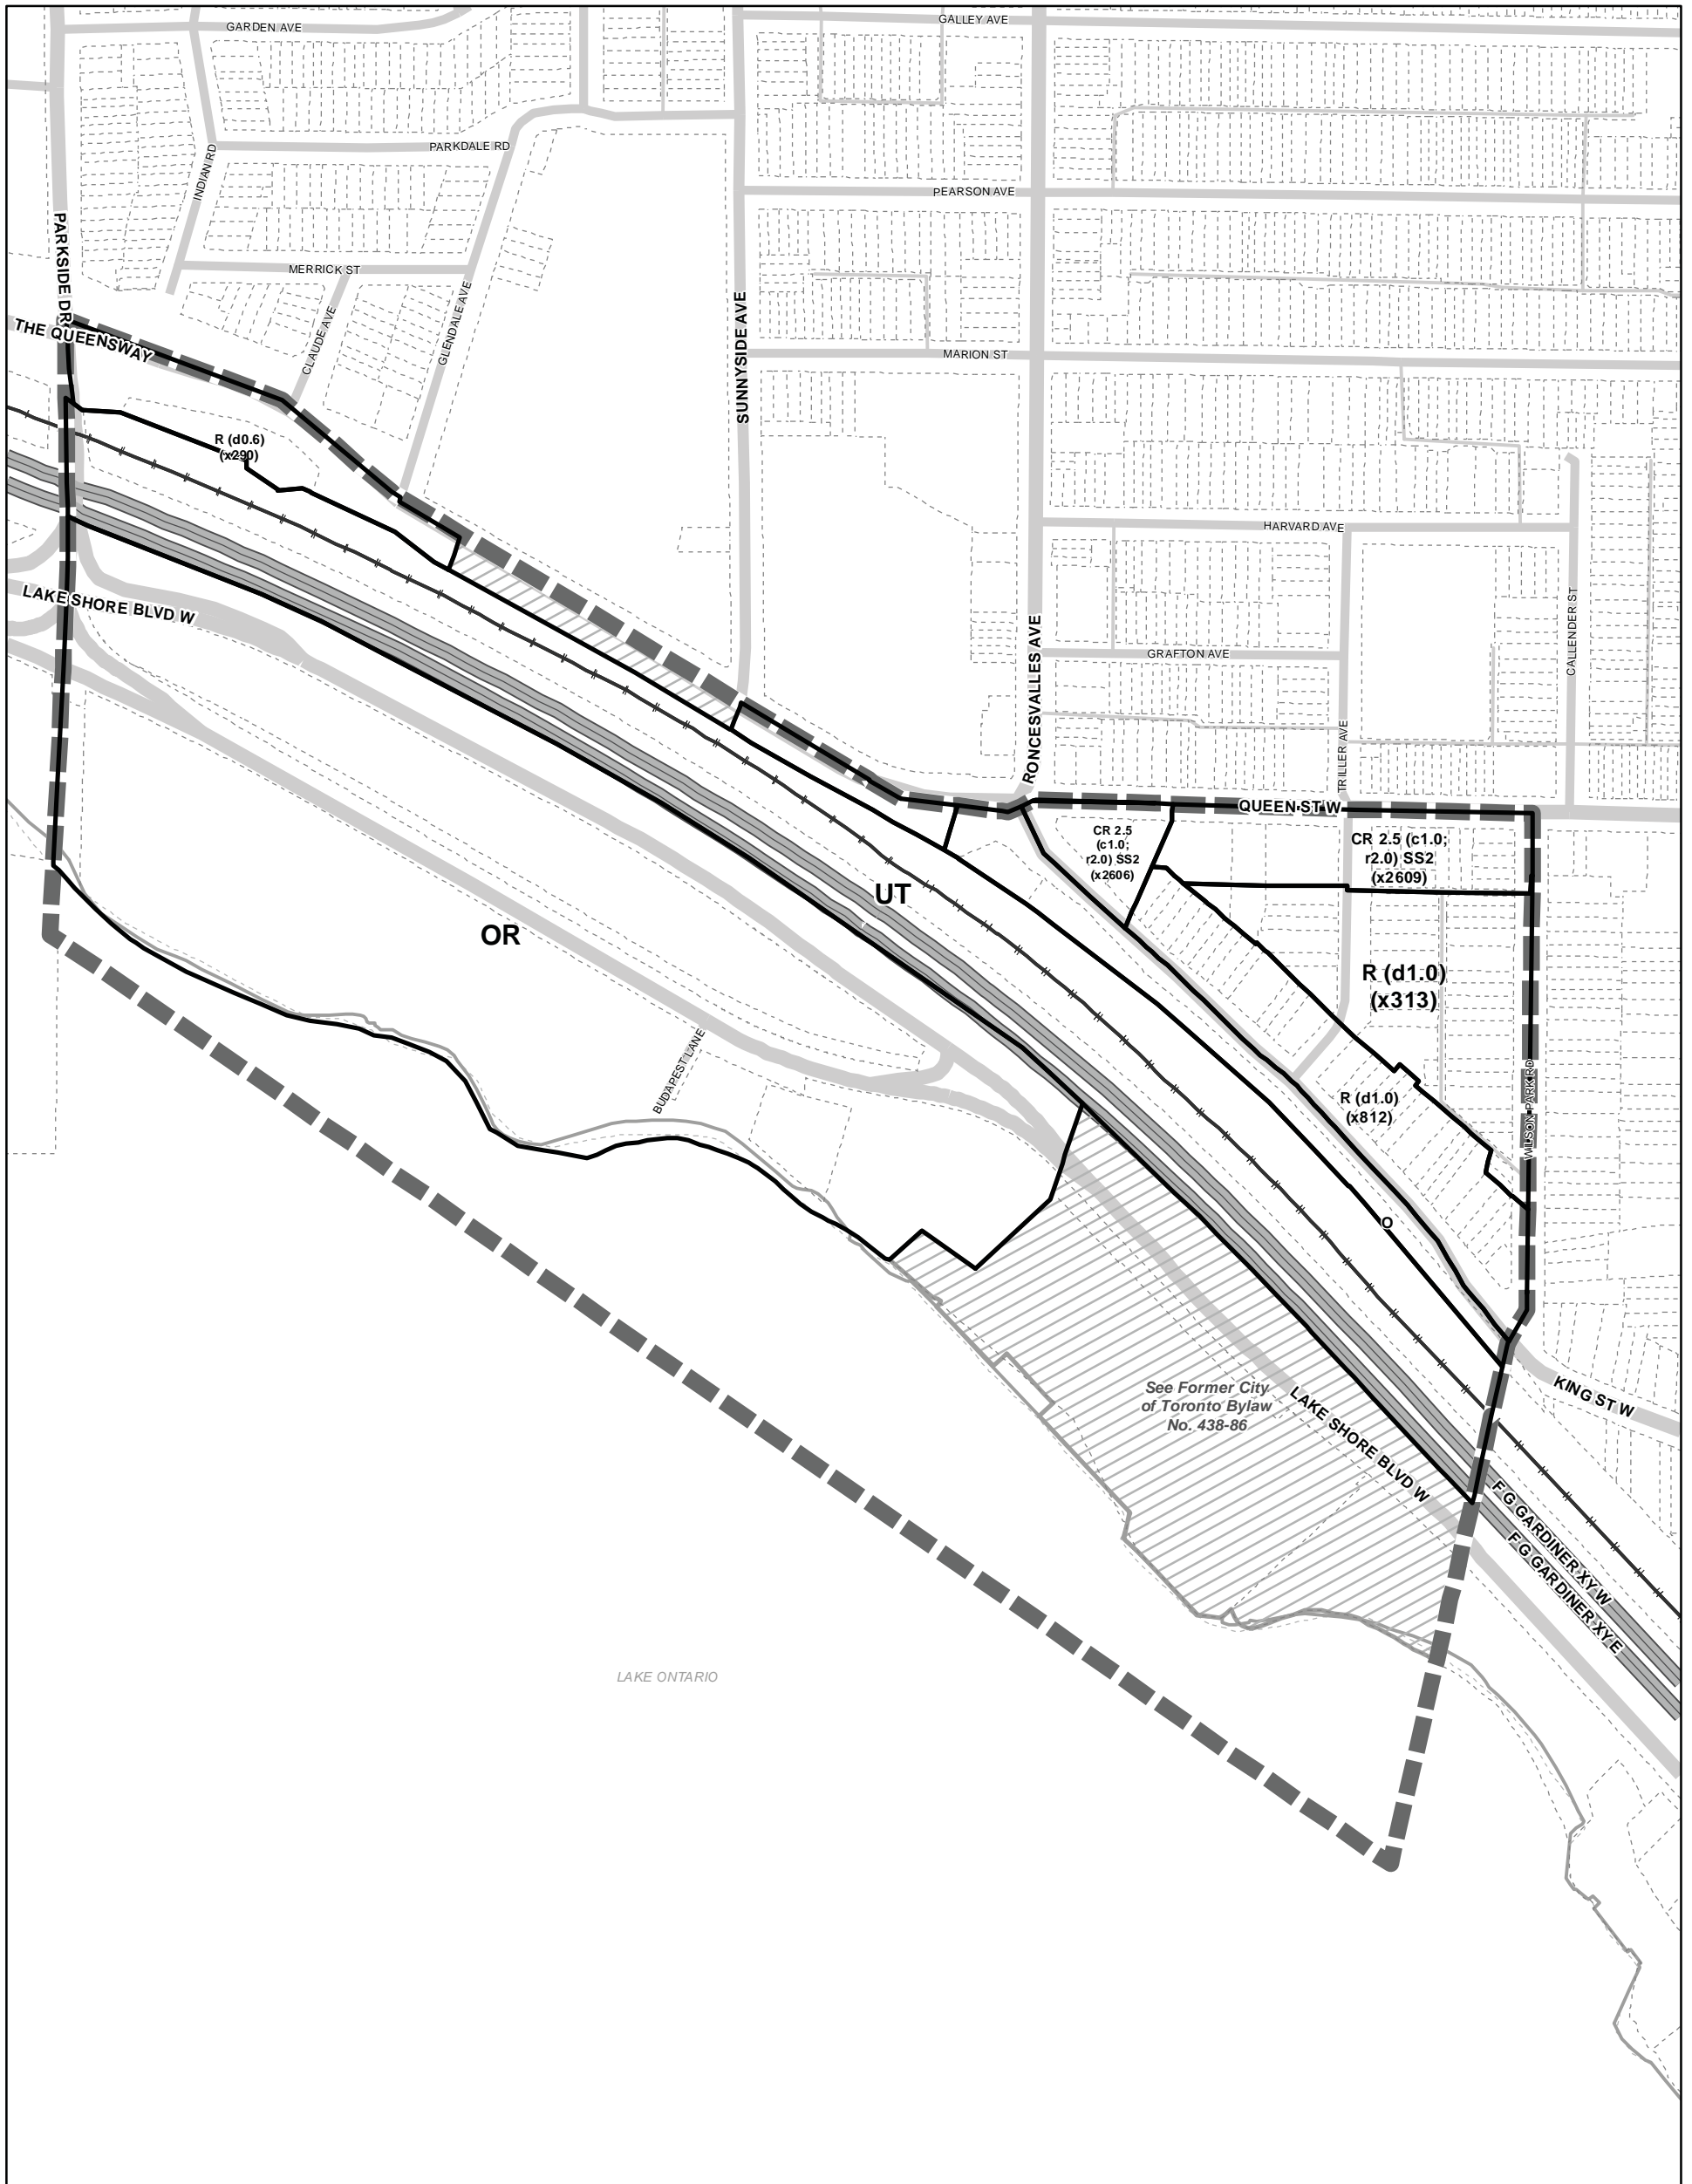 GARDEN AVE
GALLEY AVE
PARKDALE RD
INDIAN RD
PEARSON AVE
PARKSIDE DR
MERRICK ST
THE QUEENSWAY
CLAUDE AVE
GLENDALE AVE
SUNNYSIDE AVE
MARION ST
R (d0.6)
(x290)
HARVARD AVE
LAKE SHORE BLVD W
RONCESVALLES AVE
GRAFTON AVE
CALLENDER ST
TRILLER AVE
QUEEN ST W
CR 2.5
(c1.0;
r2.0) SS2
(x2606)
CR 2.5 (c1.0;
r2.0) SS2
(x2609)
UT
OR
R (d1.0)
(x313)
BUDAPEST LANE
R (d1.0)
(x812)
WILSON PARK RD
O
See Former City
of Toronto Bylaw
No. 438-86
LAKE SHORE BLVD W
KING ST W
F G GARDINER XY W
F G GARDINER XY E
LAKE ONTARIO